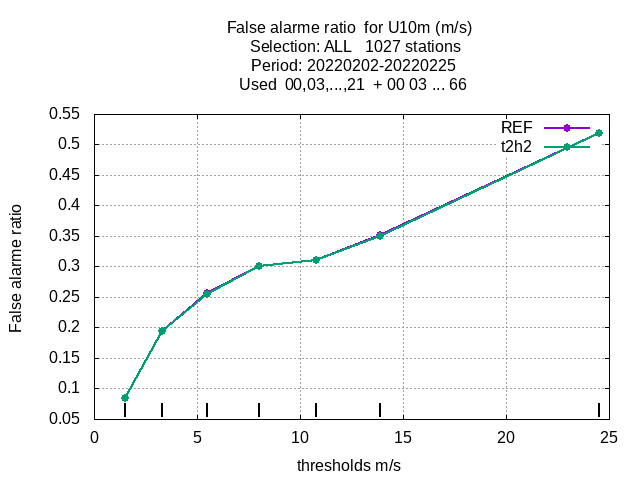 False alarme ratio  for U10m (m/s)
Selection: ALL   1027 stations
Period: 20220202-20220225
Used  00,03,...,21  + 00 03 ... 66
REF
t2h2
False alarme ratio
0.55
0.5
0.45
0.4
0.35
0.3
0.25
0.2
0.15
0.1
0.05
0 5 10 15 20 25
thresholds m/s